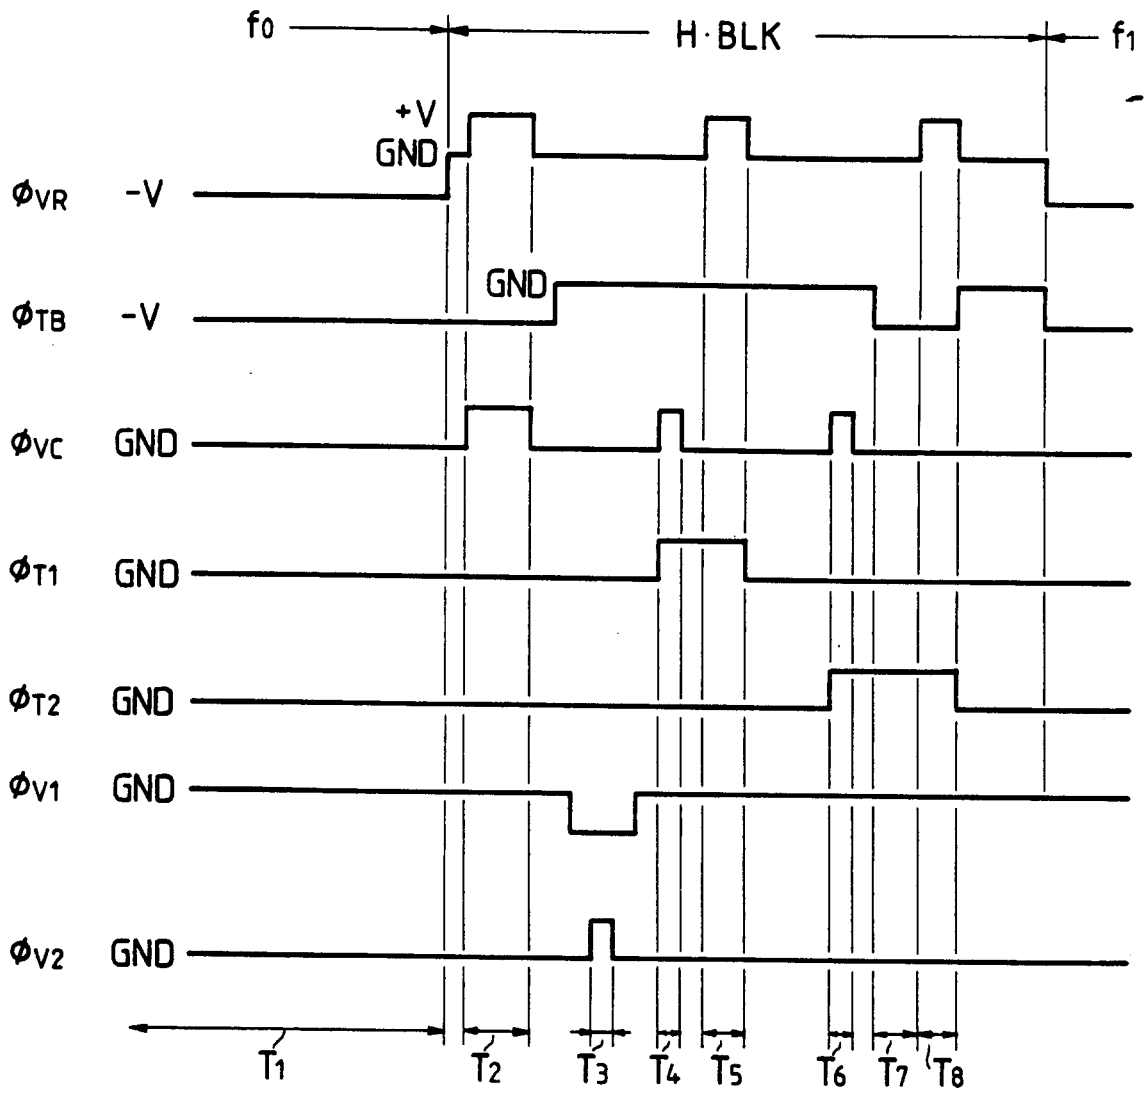 f0 H·BLK f1
+V
GND
ΦVR -V
GND
ΦTB -V
ΦVC GND
ΦT1 GND
ΦT2 GND
ΦV1 GND
ΦV2 GND
T1 T2 T3 T4 T5 T6 T7 T8